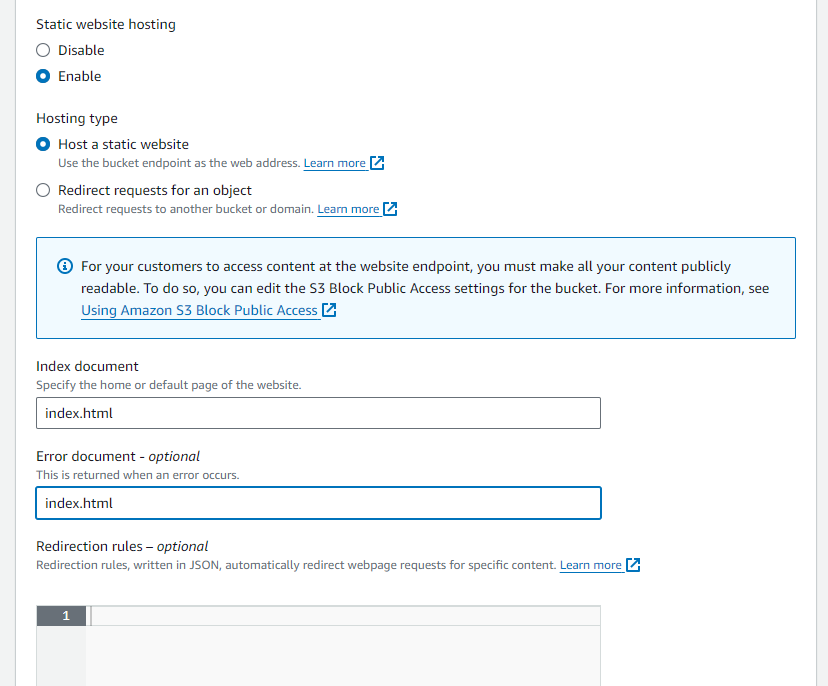 Static website hosting
Disable
Enable
Hosting type
Host a static website
Use the bucket endpoint as the web address. Learn more
Redirect requests for an object
Redirect requests to another bucket or domain. Learn more
For your customers to access content at the website endpoint, you must make all your content publicly
readable. To do so, you can edit the S3 Block Public Access settings for the bucket. For more information, see
Using Amazon S3 Block Public Access
Index document
Specify the home or default page of the website.
index.html
Error document - optional
This is returned when an error occurs.
index.html
Redirection rules – optional
Redirection rules, written in JSON, automatically redirect webpage requests for specific content. Learn more
1